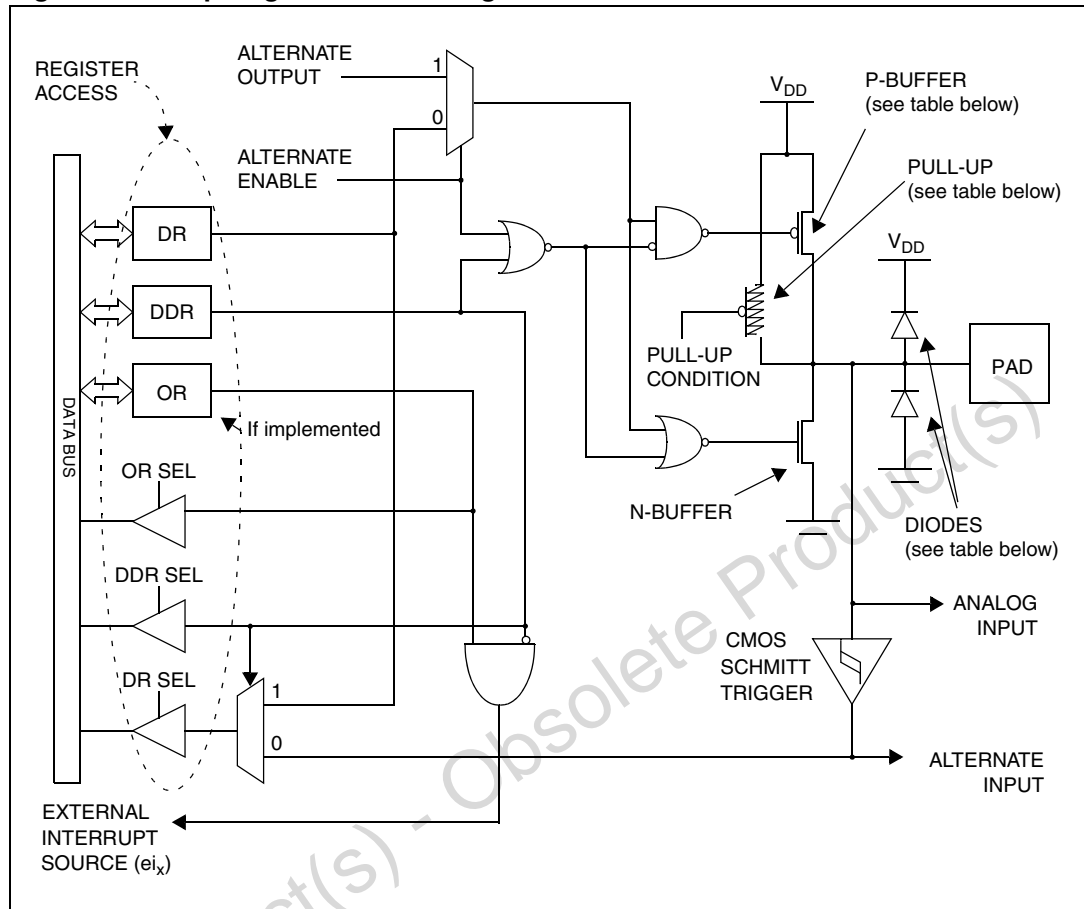 ALTERNATE
OUTPUT
1
0
REGISTER
ACCESS
ALTERNATE
ENABLE
VDD
P-BUFFER
(see table below)
PULL-UP
(see table below)
DR
DDR
OR
If implemented
DATA BUS
PULL-UP
CONDITION
VDD
PAD
N-BUFFER
DIODES
(see table below)
OR SEL
DDR SEL
DR SEL
1
0
ANALOG
INPUT
CMOS
SCHMITT
TRIGGER
ALTERNATE
INPUT
EXTERNAL
INTERRUPT
SOURCE (eix)
ct(s) - Obsolete Product(s)